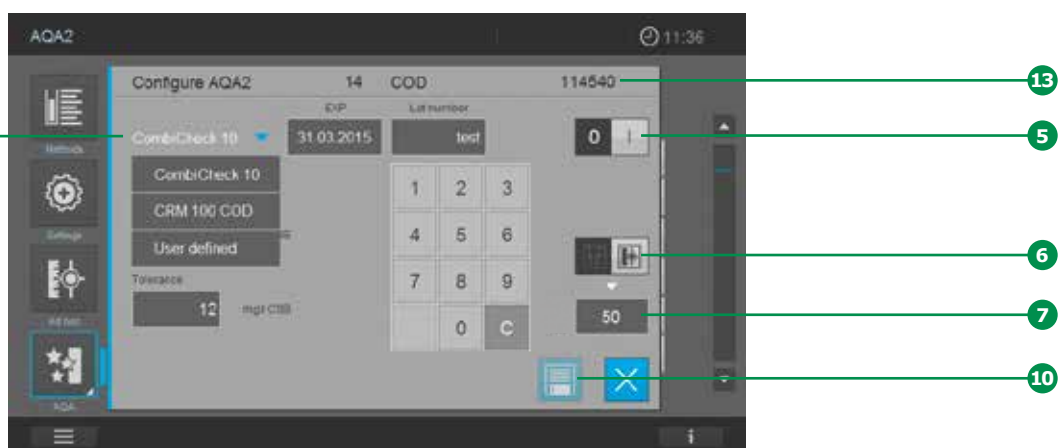 AQA2 11:36
Configure AQA2 14 COD 114540 13
EXP Lot number
CombiCheck 10 31.03.2015 test 0 I 5
Methods
CombiCheck 10 1 2 3
CRM 100 COD
Settings
User defined 4 5 6 6
Tolerance 7 8 9
12 mg/l CSB 50 7
0 C
10
AQA
i